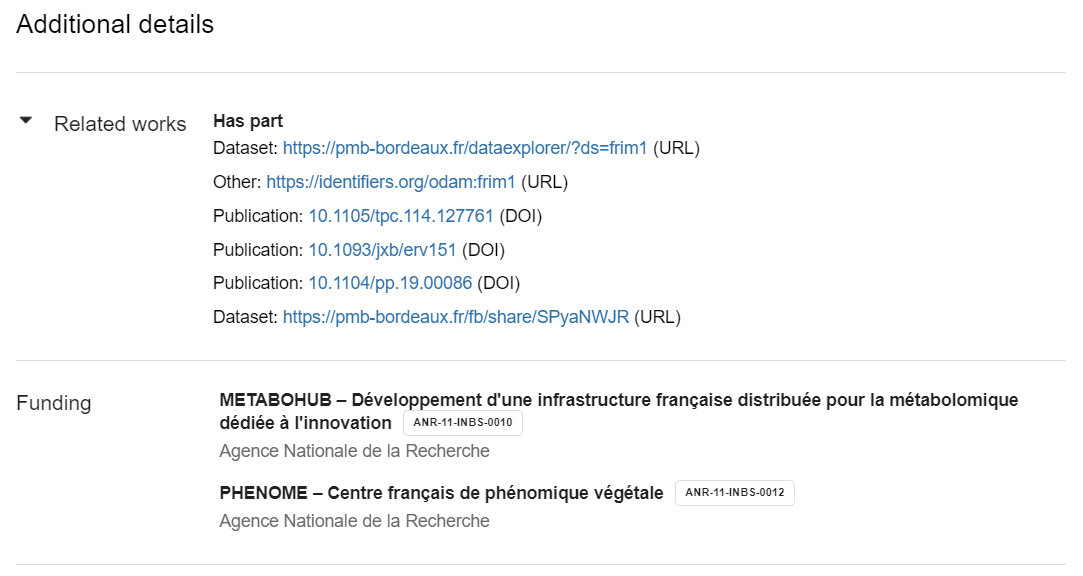 Additional details
Related works
Has part
Dataset: https://pmb-bordeaux.fr/dataexplorer/?ds=frim1 (URL)
Other: https://identifiers.org/odam:frim1 (URL)
Publication: 10.1105/tpc.114.127761 (DOI)
Publication: 10.1093/jxb/erv151 (DOI)
Publication: 10.1104/pp.19.00086 (DOI)
Dataset: https://pmb-bordeaux.fr/fb/share/SPyaNWJR (URL)
Funding
METABOHUB – Développement d'une infrastructure française distribuée pour la métabolomique
dédiée à l'innovation ANR-11-INBS-0010
Agence Nationale de la Recherche
PHENOME – Centre français de phénomique végétale ANR-11-INBS-0012
Agence Nationale de la Recherche